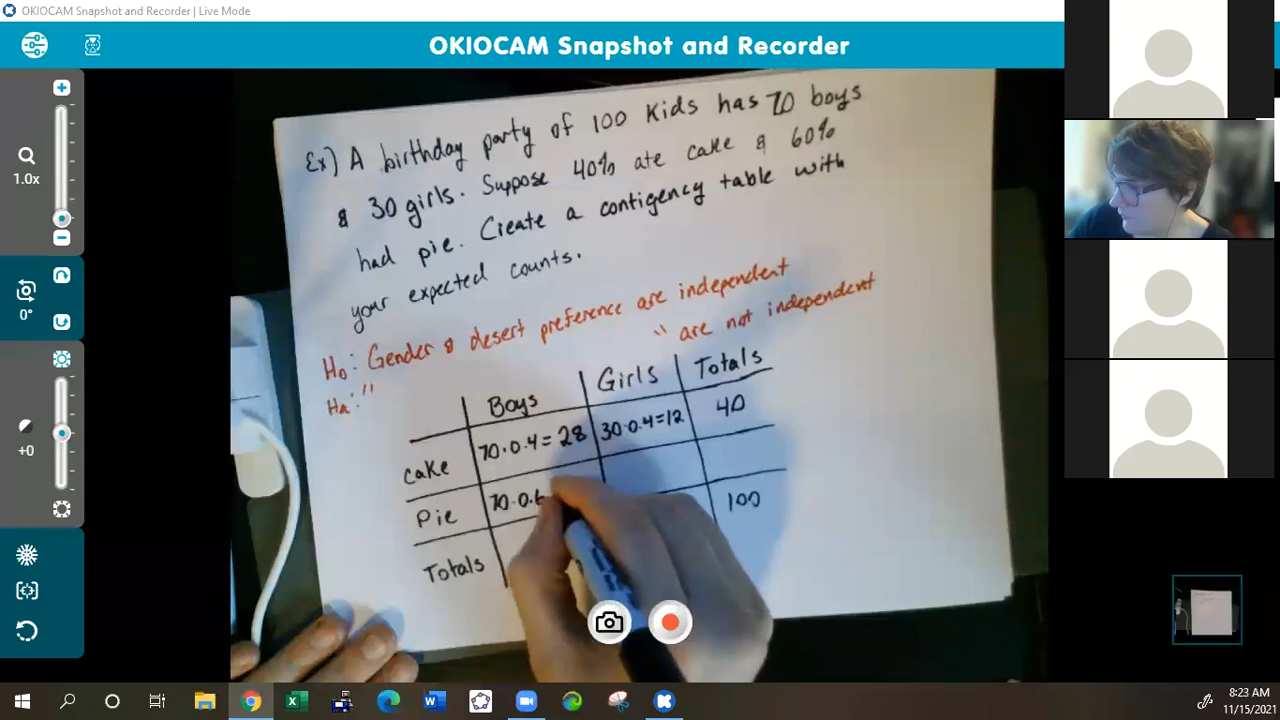 OKIOCAM Snapshot and Recorder | Live Mode
OKIOCAM Snapshot and Recorder
1.0x
0°
+0
Ex) A birthday party of 100 Kids has 70 boys
& 30 girls. Suppose 40% ate cake & 60%
had pie. Create a contigency table with
your expected counts.
Ho: Gender & desert preference are independent
Ha: " " are not independent
Boys Girls Totals
cake 70·0.4=28 30·0.4=12 40
Pie 70·0.6
Totals 100
8:23 AM
11/15/2021